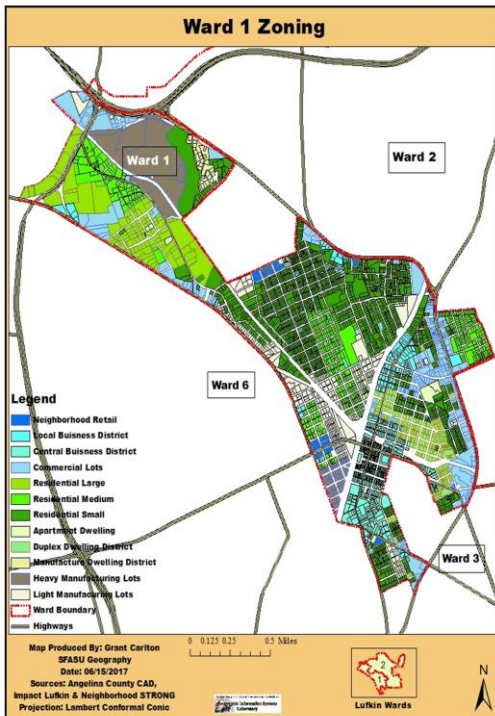 Ward 1 Zoning
Ward 1
Ward 2
Ward 6
Legend
Neighborhood Retail
Local Buisness District
Central Buisness District
Commercial Lots
Residential Large
Residential Medium
Residential Small
Apartment Dwelling
Duplex Dwelling District
Manufacture Dwelling District
Heavy Manufacturing Lots
Light Manufacuring Lots
Ward Boundary
Highways
Ward 3
Map Produced By: Grant Carlton
SFASU Geography
Date: 06/15/2017
Sources: Angelina County CAD,
Impact Lufkin & Neighborhood STRONG
Projection: Lambert Conformal Conic
0 0.125 0.25 0.5 Miles
2
1
Lufkin Wards
N